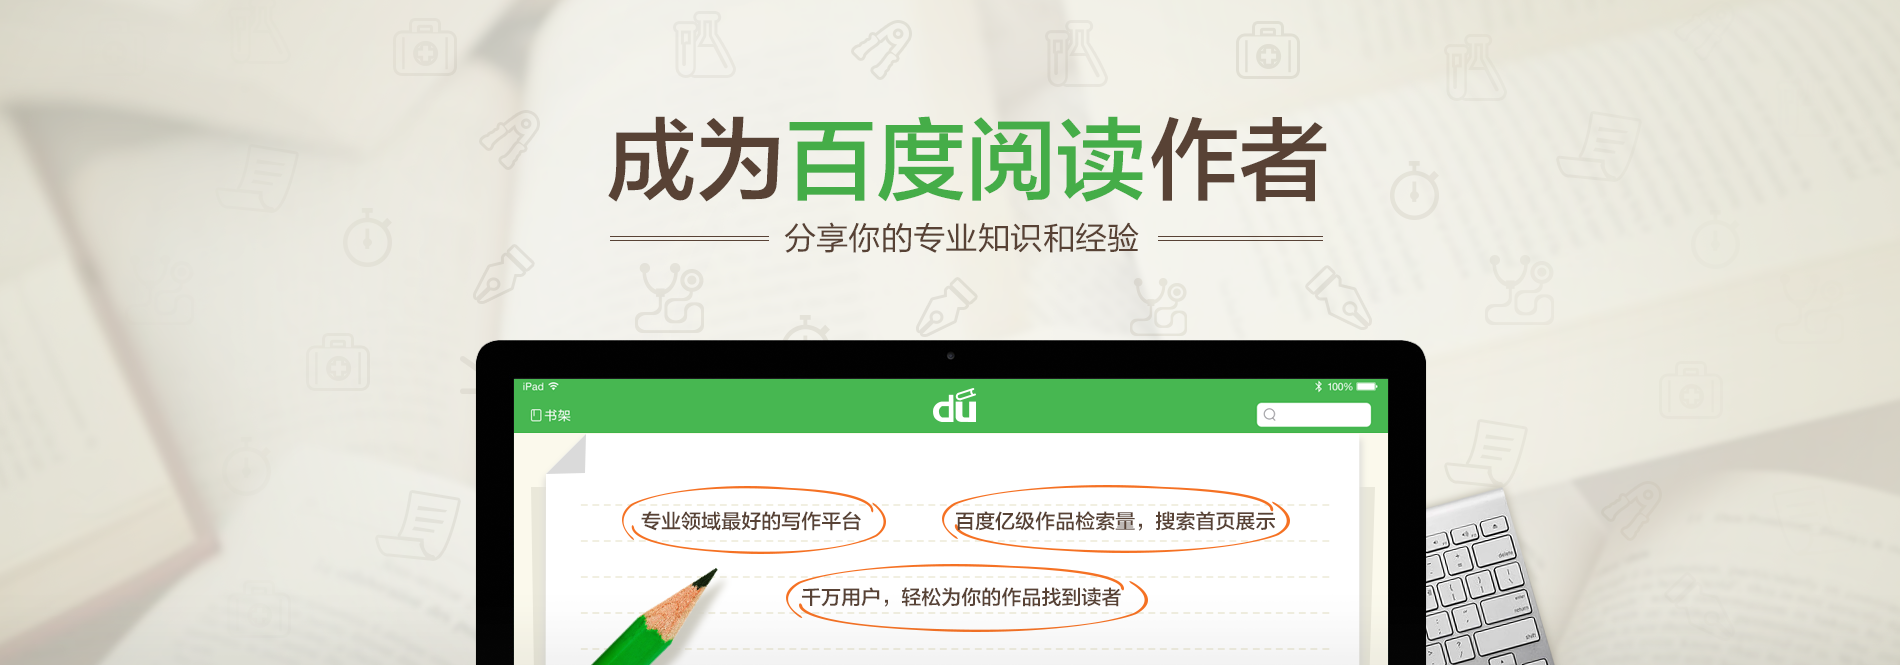 成为百度阅读作者
分享你的专业知识和经验
iPad
100%
书架
du
专业领域最好的写作平台
百度亿级作品检索量，搜索首页展示
千万用户，轻松为你的作品找到读者
delete
return
shift